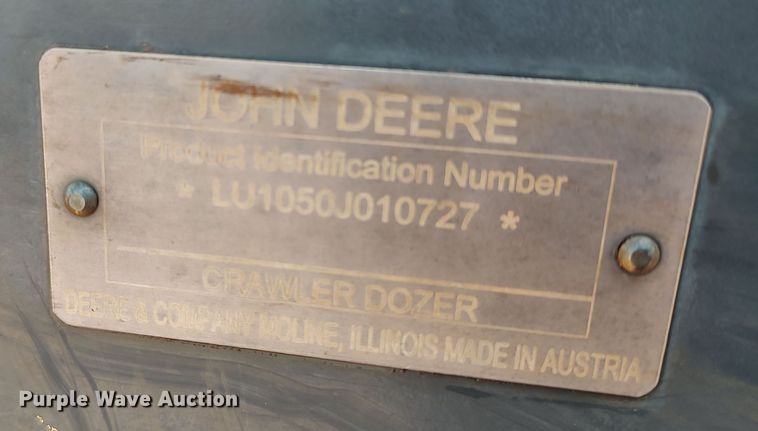 JOHN DEERE
Product Identification Number
* LU1050J010727 *
CRAWLER DOZER
DEERE & COMPANY MOLINE, ILLINOIS MADE IN AUSTRIA
Purple Wave Auction